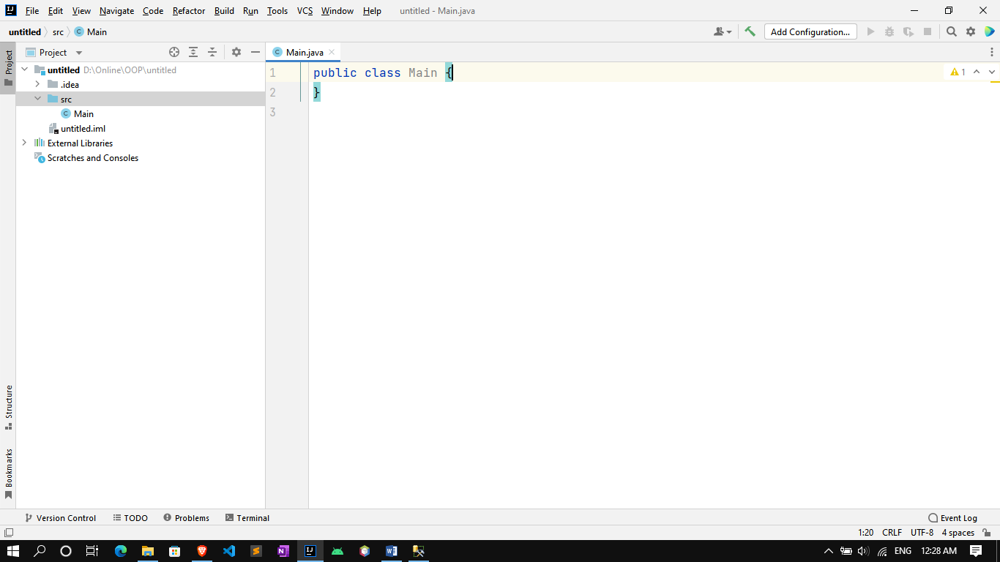 File Edit View Navigate Code Refactor Build Run Tools VCS Window Help untitled - Main.java
untitled src C Main Add Configuration...
Project
Project
C Main.java
untitled D:\Online\OOP\untitled
.idea
src
C Main
untitled.iml
External Libraries
Scratches and Consoles
1 public class Main {
2 }
3
1
Structure
Bookmarks
Version Control TODO Problems Terminal Event Log
1:20 CRLF UTF-8 4 spaces
ENG 12:28 AM